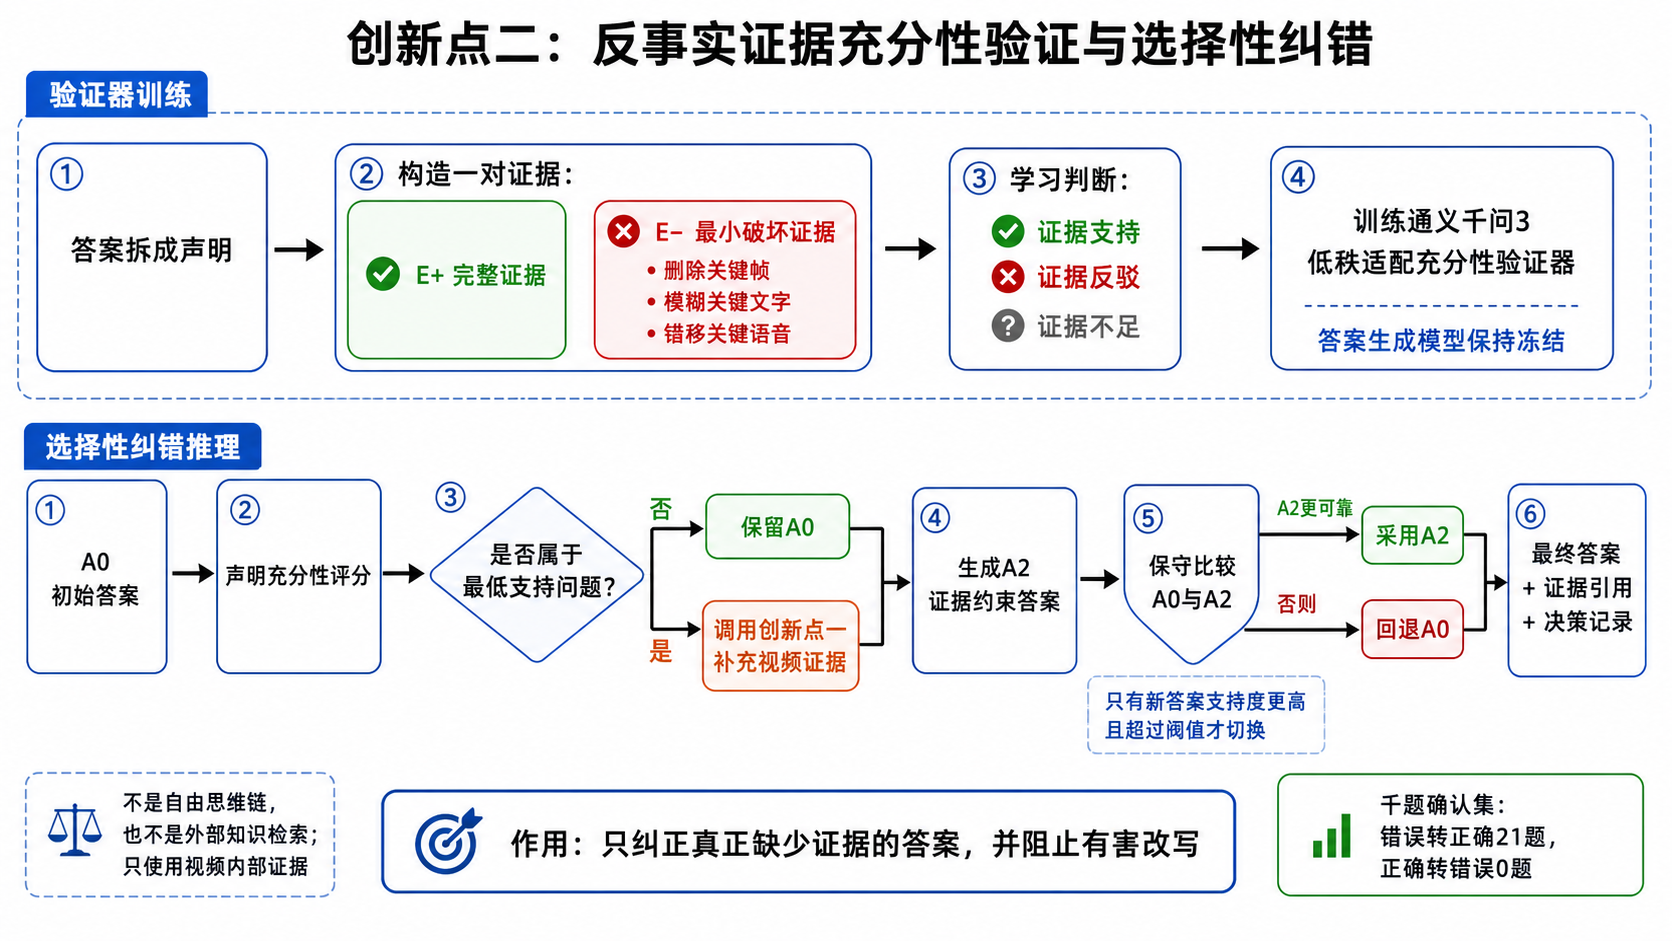 创新点二：反事实证据充分性验证与选择性纠错
验证器训练
①
答案拆成声明
② 构造一对证据：
E+ 完整证据
E− 最小破坏证据
• 删除关键帧
• 模糊关键文字
• 错移关键语音
③ 学习判断：
证据支持
证据反驳
? 证据不足
④
训练通义千问3
低秩适配充分性验证器
答案生成模型保持冻结
选择性纠错推理
①
A0
初始答案
②
声明充分性评分
③
是否属于
最低支持问题？
否
保留A0
是
调用创新点一
补充视频证据
④
生成A2
证据约束答案
⑤
保守比较
A0与A2
A2更可靠
采用A2
否则
回退A0
⑥
最终答案
+ 证据引用
+ 决策记录
只有新答案支持度更高
且超过阀值才切换
不是自由思维链，
也不是外部知识检索；
只使用视频内部证据
作用：只纠正真正缺少证据的答案，并阻止有害改写
千题确认集：
错误转正确21题，
正确转错误0题